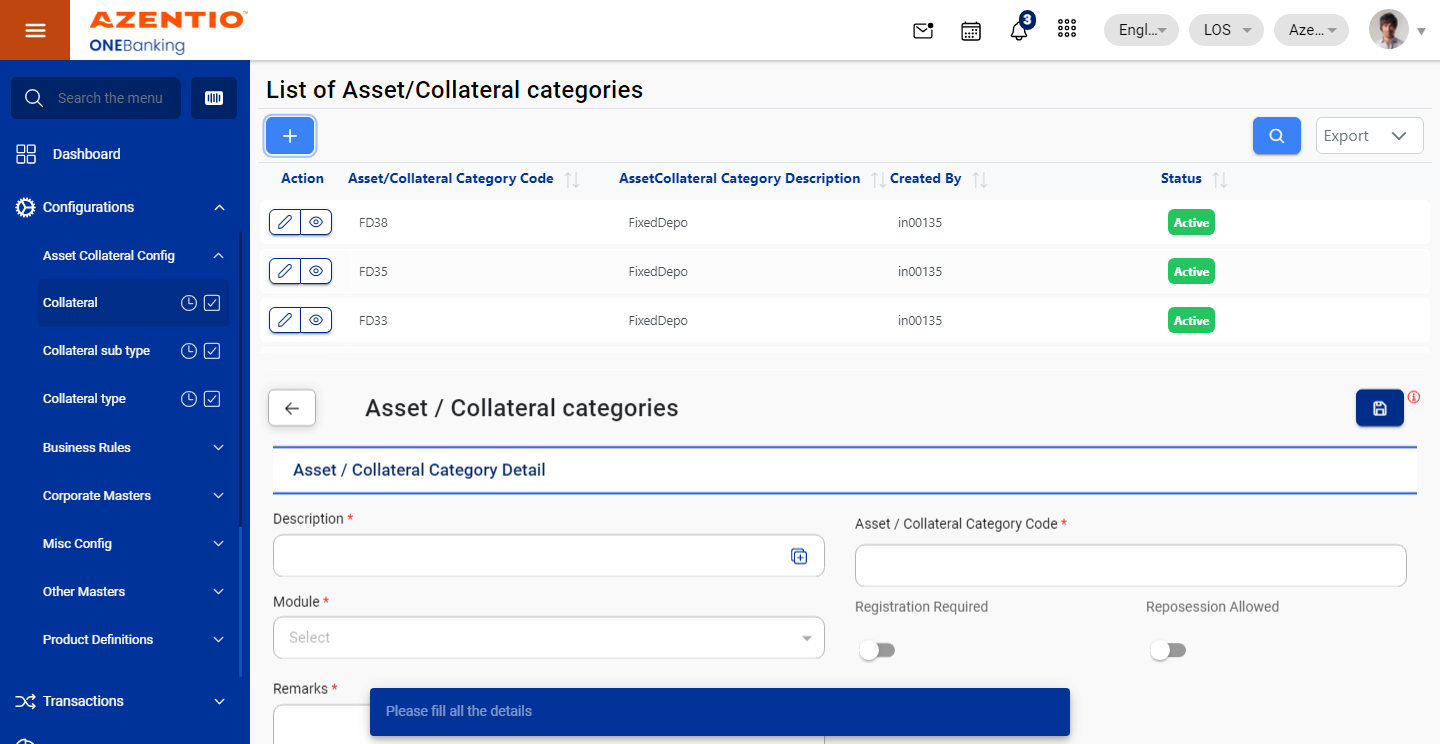 AZENTIO™
ONEBanking
3
Engl...
LOS
Aze...
Search the menu
Dashboard
Configurations
Asset Collateral Config
Collateral
Collateral sub type
Collateral type
Business Rules
Corporate Masters
Misc Config
Other Masters
Product Definitions
Transactions
List of Asset/Collateral categories
Export
Action Asset/Collateral Category Code AssetCollateral Category Description Created By Status
FD38 FixedDepo in00135 Active
FD35 FixedDepo in00135 Active
FD33 FixedDepo in00135 Active
Asset / Collateral categories
Asset / Collateral Category Detail
Description *
Asset / Collateral Category Code *
Module *
Select
Registration Required
Reposession Allowed
Remarks *
Please fill all the details